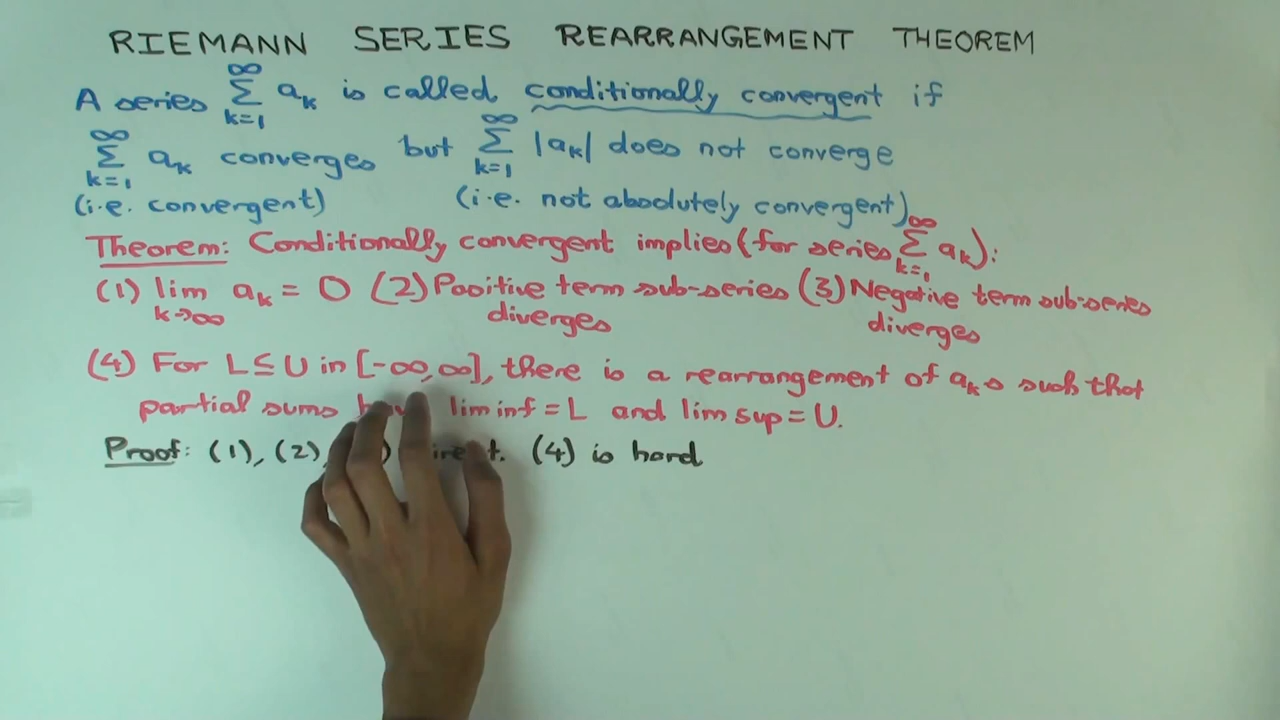 RIEMANN SERIES REARRANGEMENT THEOREM
A series ∞ Σ k=1 a_k is called conditionally convergent if
∞ Σ k=1 a_k converges but ∞ Σ k=1 |a_k| does not converge
(i.e. convergent) (i.e. not absolutely convergent)
Theorem: Conditionally convergent implies (for series ∞ Σ k=1 a_k):
(1) lim k→∞ a_k = 0 (2) Positive term sub-series diverges (3) Negative term sub-series diverges
(4) For L ≤ U in [-∞,∞], there is a rearrangement of a_ks such that
partial sums lim inf = L and lim sup = U.
Proof: (1), (2), (4) is hard